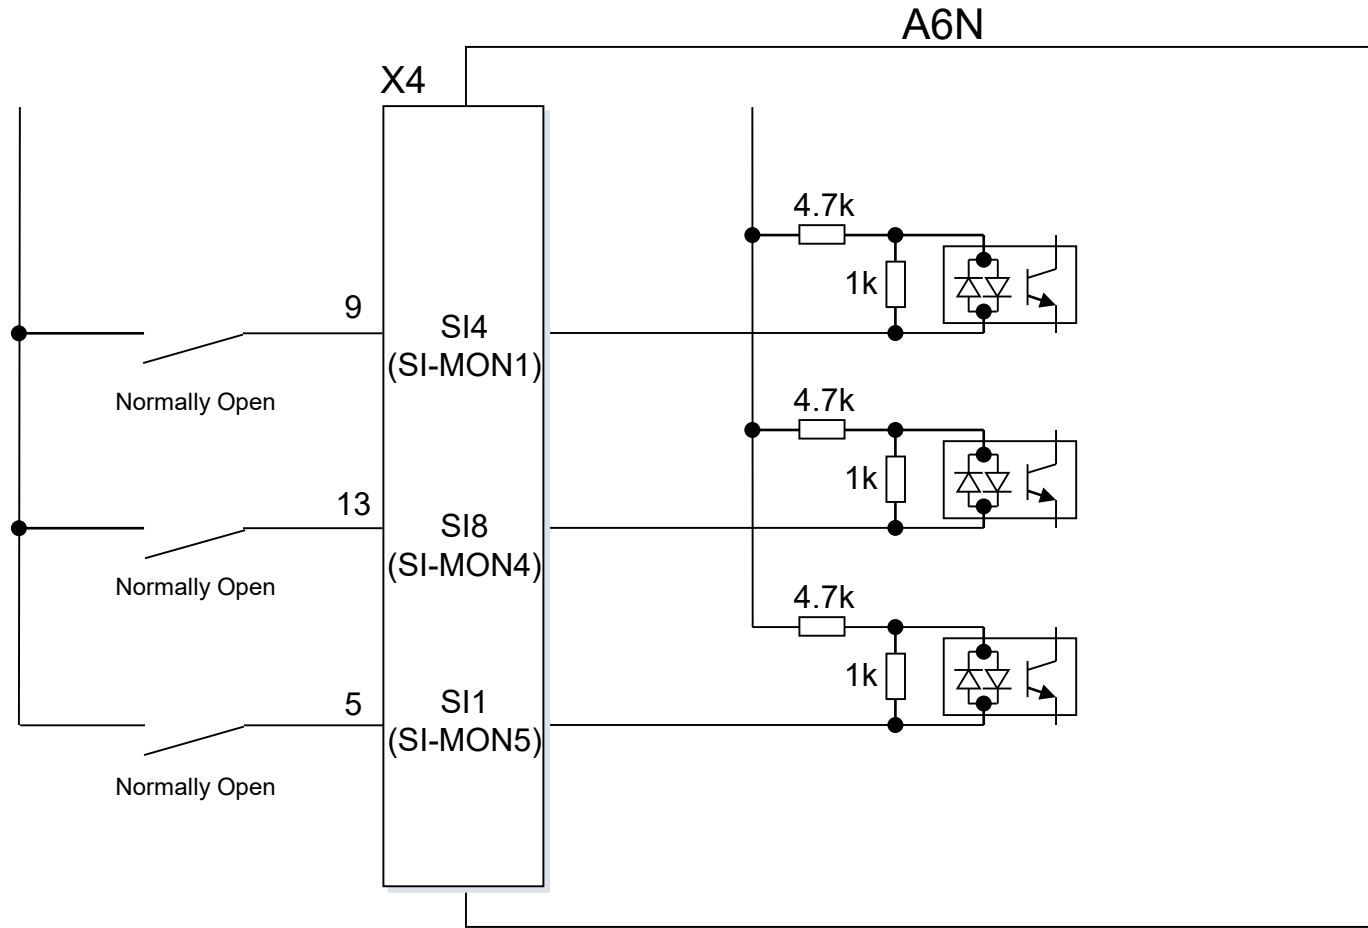 A6N
X4
4.7k
1k
9
SI4
(SI-MON1)
Normally Open
4.7k
1k
13
SI8
(SI-MON4)
Normally Open
4.7k
1k
5
SI1
(SI-MON5)
Normally Open